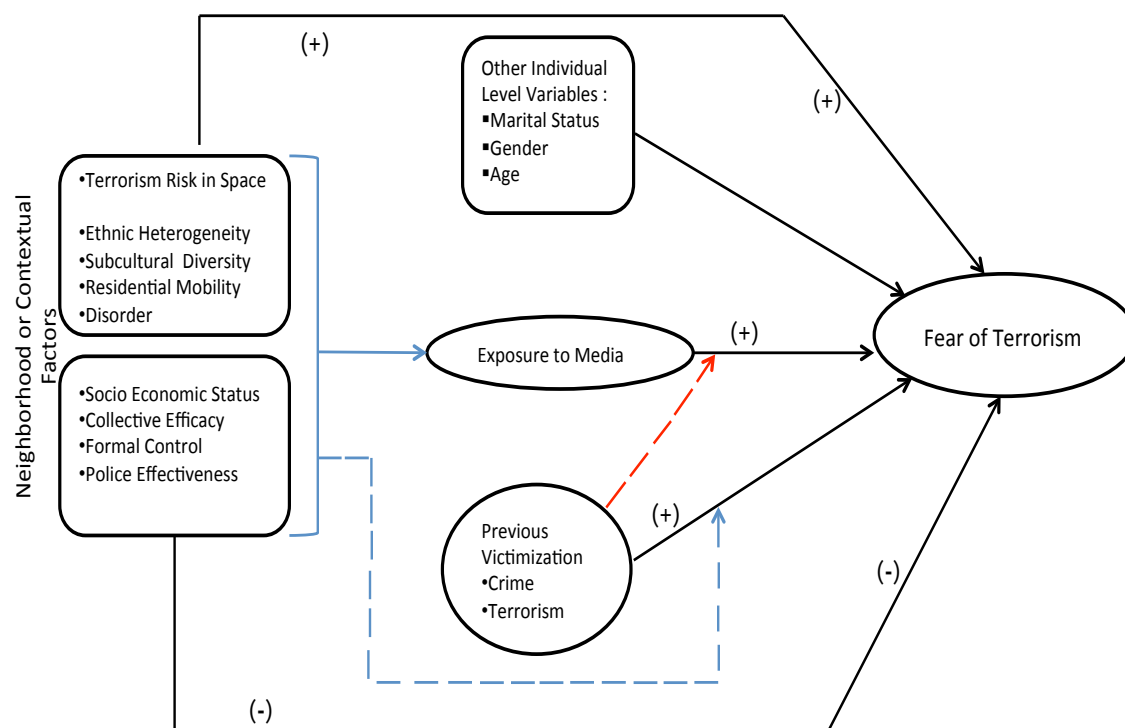 (+)
Other Individual
Level Variables :
▪Marital Status
▪Gender
▪Age
(+)
Neighborhood or Contextual
Factors
•Terrorism Risk in Space
•Ethnic Heterogeneity
•Subcultural Diversity
•Residential Mobility
•Disorder
•Socio Economic Status
•Collective Efficacy
•Formal Control
•Police Effectiveness
Exposure to Media
(+)
Fear of Terrorism
Previous
Victimization
•Crime
•Terrorism
(+)
(-)
(-)